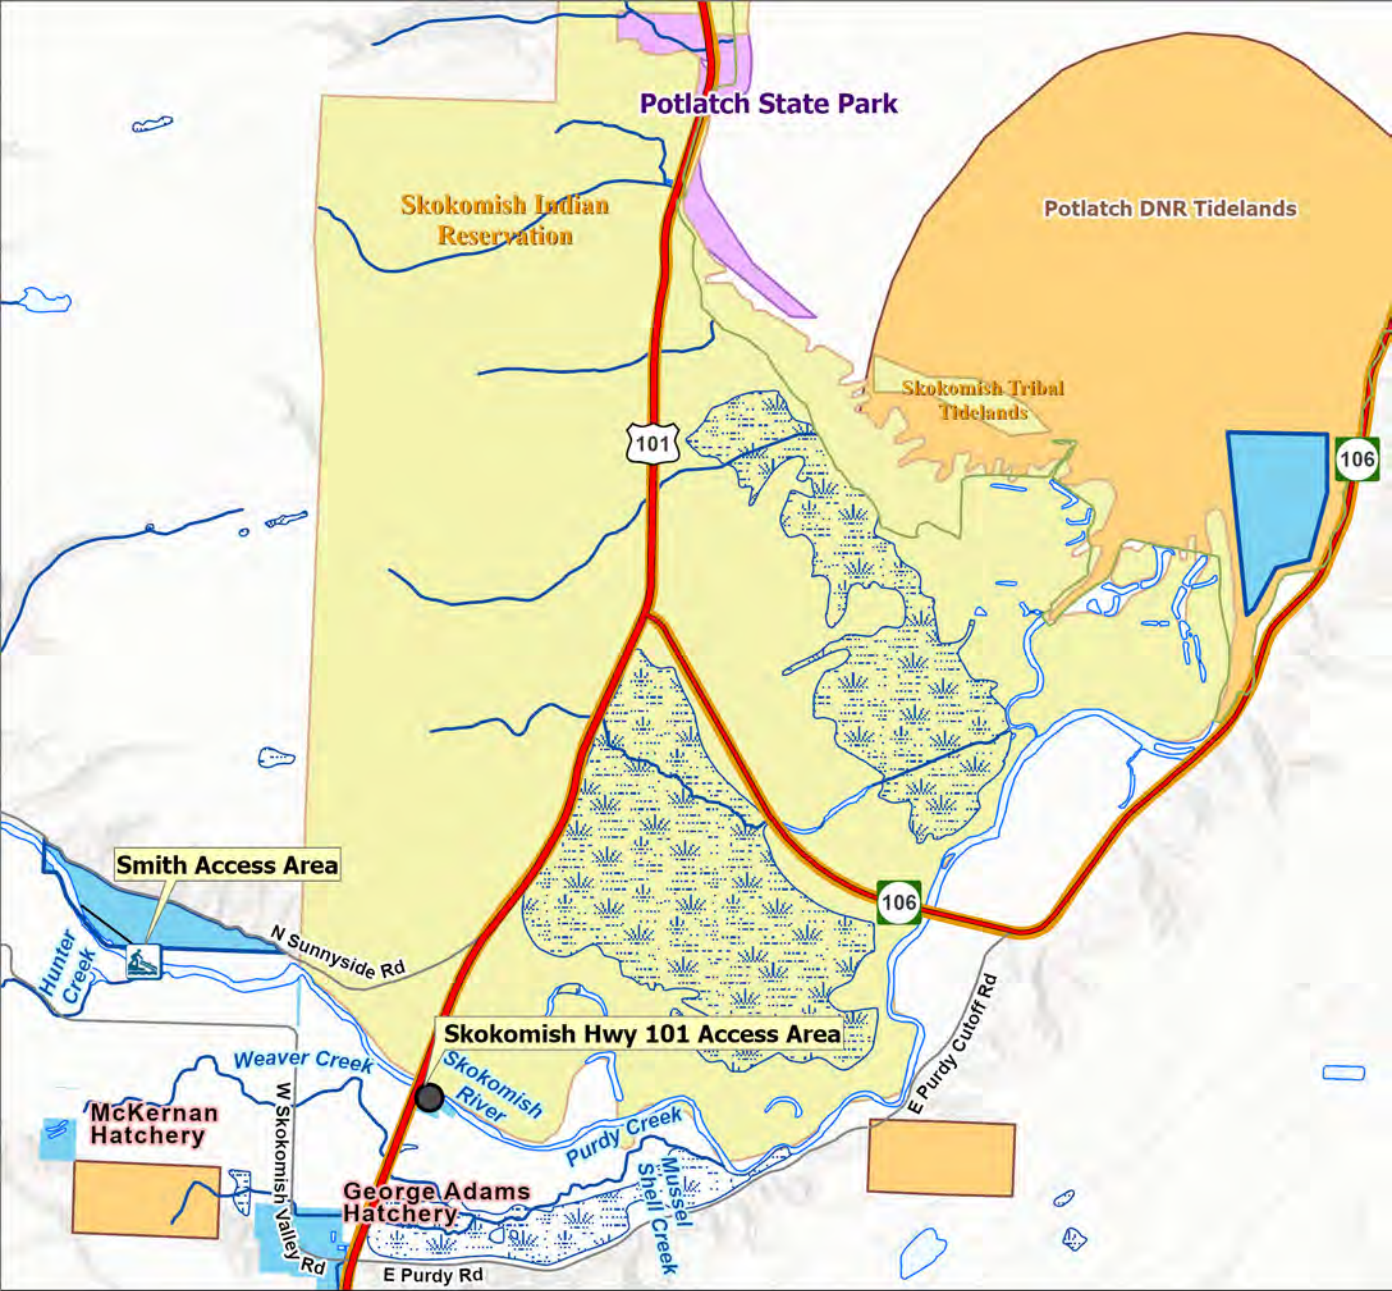 Potlatch State Park
Skokomish Indian
Reservation
Potlatch DNR Tidelands
Skokomish Tribal
Tidelands
101
106
Smith Access Area
106
N Sunnyside Rd
Hunter
Creek
E Purdy Cutoff Rd
Skokomish Hwy 101 Access Area
Weaver Creek
Skokomish
River
W Skokomish Valley Rd
McKernan
Hatchery
Purdy Creek
Mussel
Shell Creek
George Adams
Hatchery
E Purdy Rd